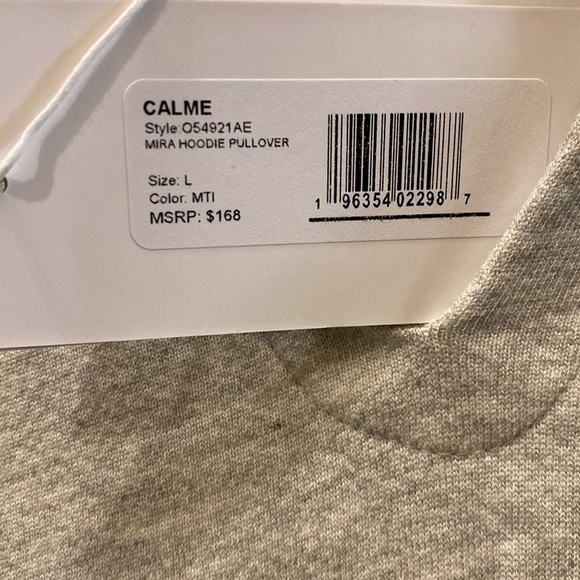 CALME
Style:O54921AE
MIRA HOODIE PULLOVER
Size: L
Color: MTI
MSRP: $168
1 96354 02298 7